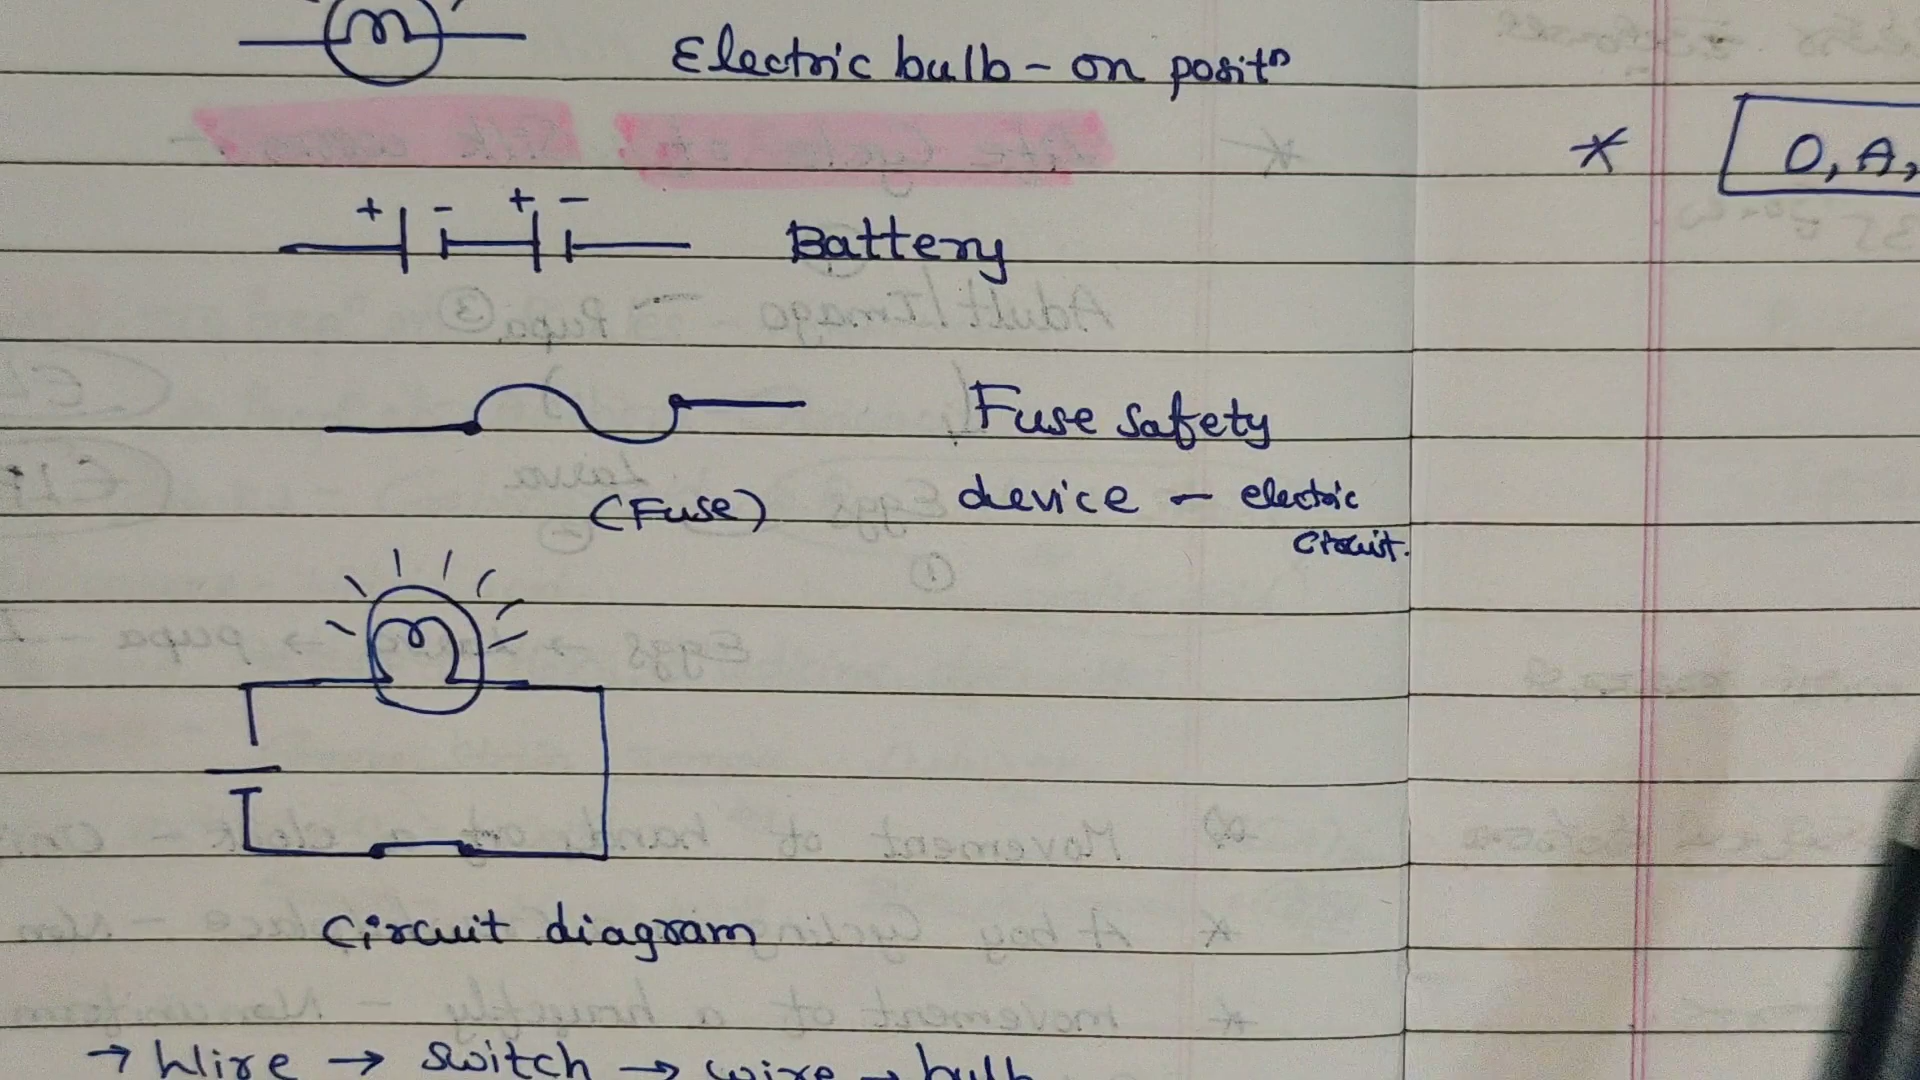 Electric bulb - on positn
* O, A,
+ - + - Battery
Fuse safety
(Fuse) device - electric
circuit.
Circuit diagram
→ Wire → switch → wire → bulb